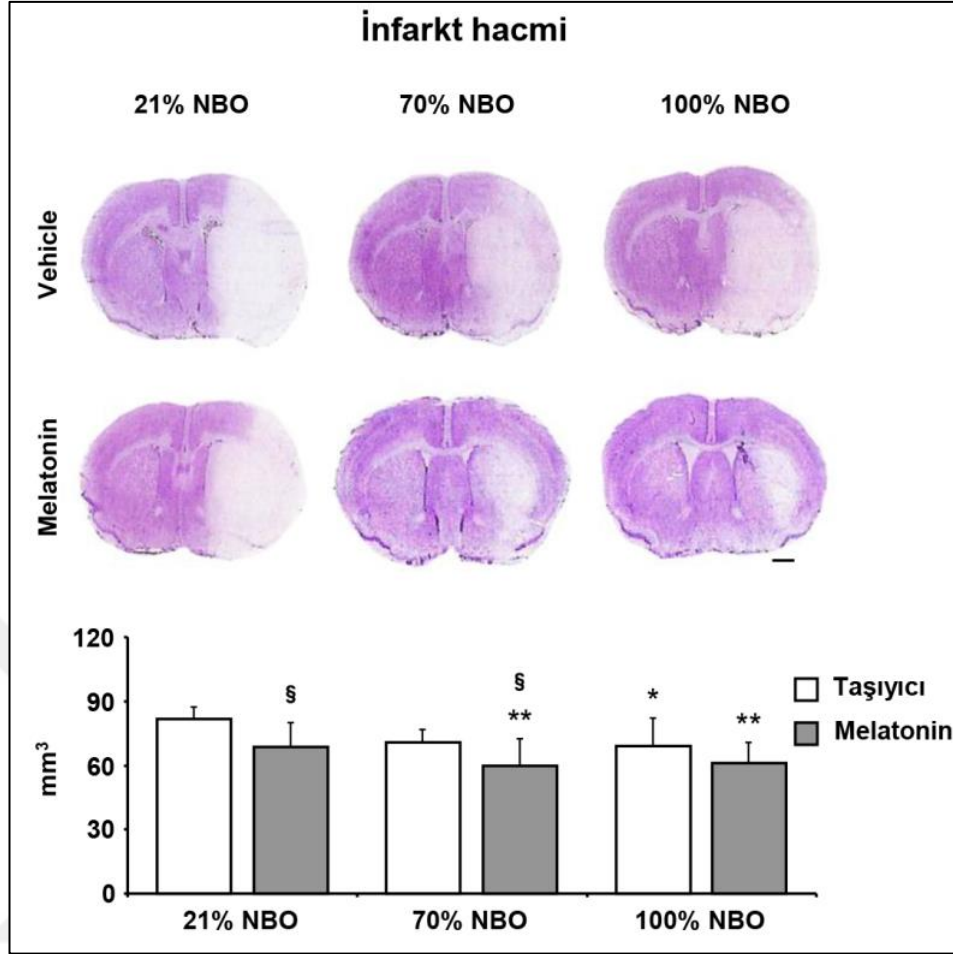 İnfarkt hacmi
21% NBO 70% NBO 100% NBO
Vehicle
Melatonin
120
90
60
30
0
mm³
§
§
**
*
**
Taşıyıcı
Melatonin
21% NBO 70% NBO 100% NBO